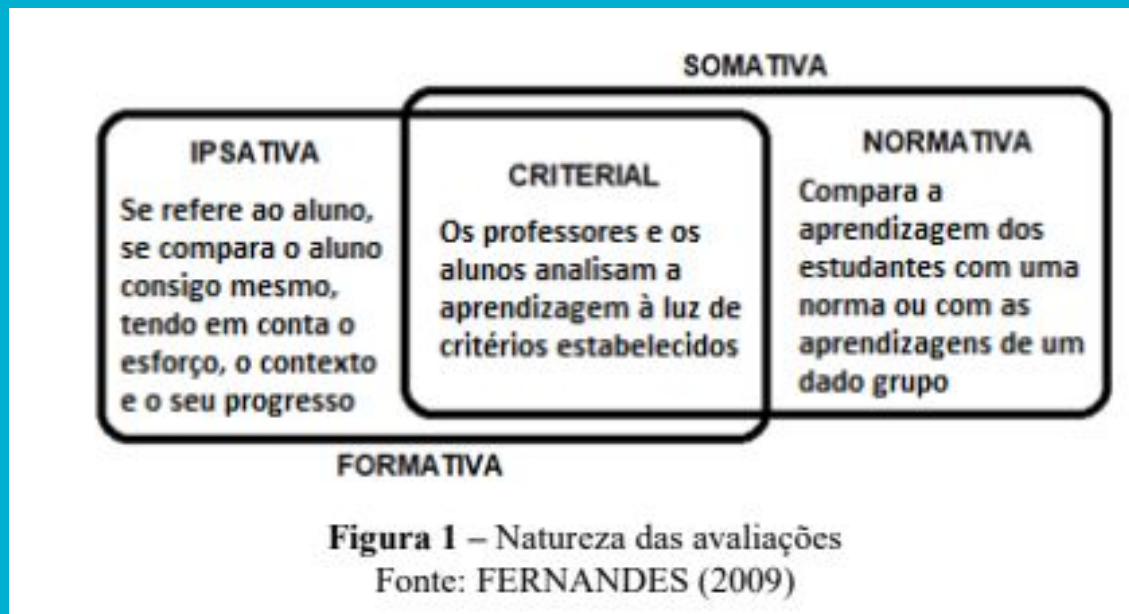 SOMATIVA
IPSATIVA
Se refere ao aluno,
se compara o aluno
consigo mesmo,
tendo em conta o
esforço, o contexto
e o seu progresso
CRITERIAL
Os professores e os
alunos analisam a
aprendizagem à luz de
critérios estabelecidos
NORMATIVA
Compara a
aprendizagem dos
estudantes com uma
norma ou com as
aprendizagens de um
dado grupo
FORMATIVA
Figura 1 – Natureza das avaliações
Fonte: FERNANDES (2009)